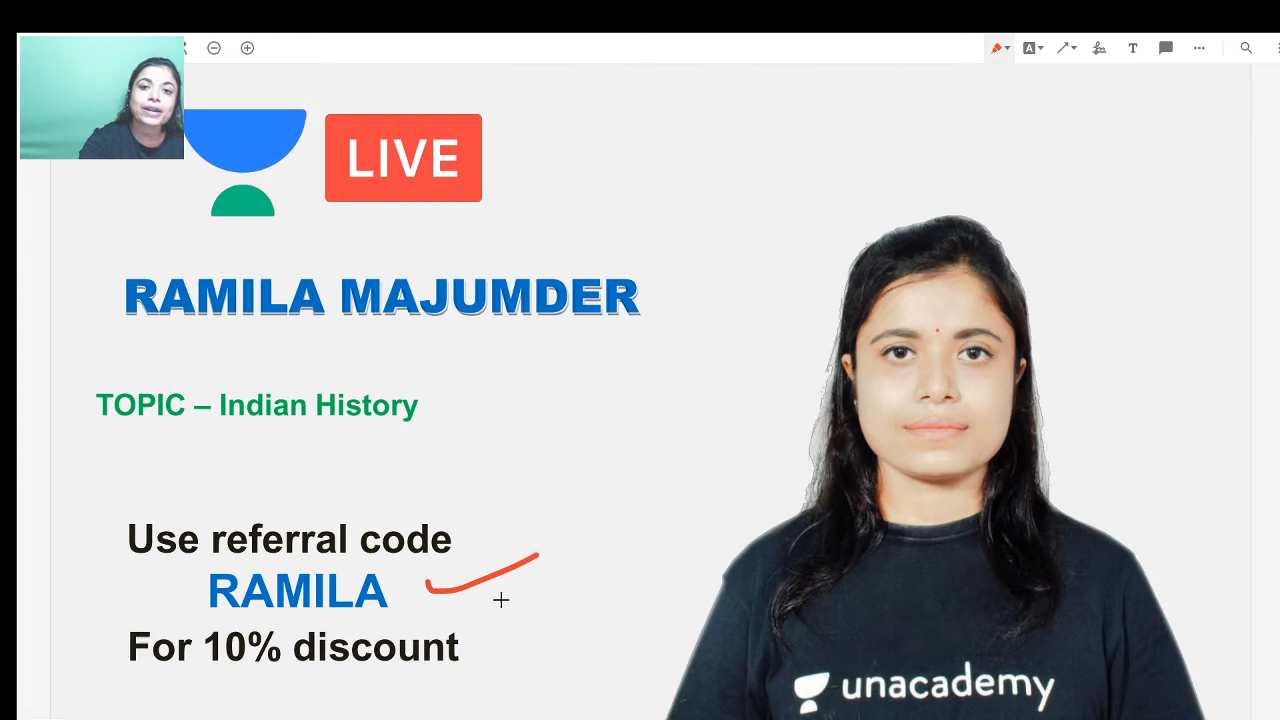 LIVE
RAMILA MAJUMDER
TOPIC – Indian History
Use referral code
RAMILA
For 10% discount
unacademy